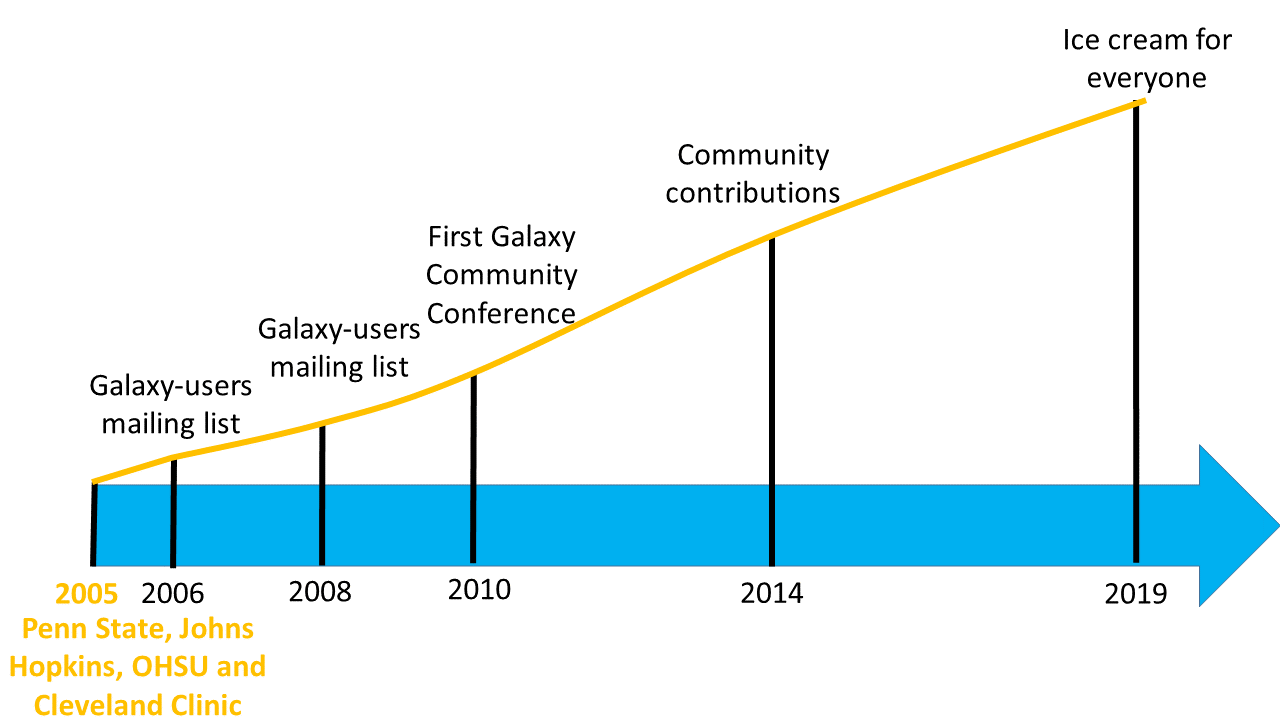 Ice cream for
everyone
Community
contributions
First Galaxy
Community
Conference
Galaxy-users
mailing list
Galaxy-users
mailing list
2005
2006
2008
2010
2014
2019
Penn State, Johns
Hopkins, OHSU and
Cleveland Clinic